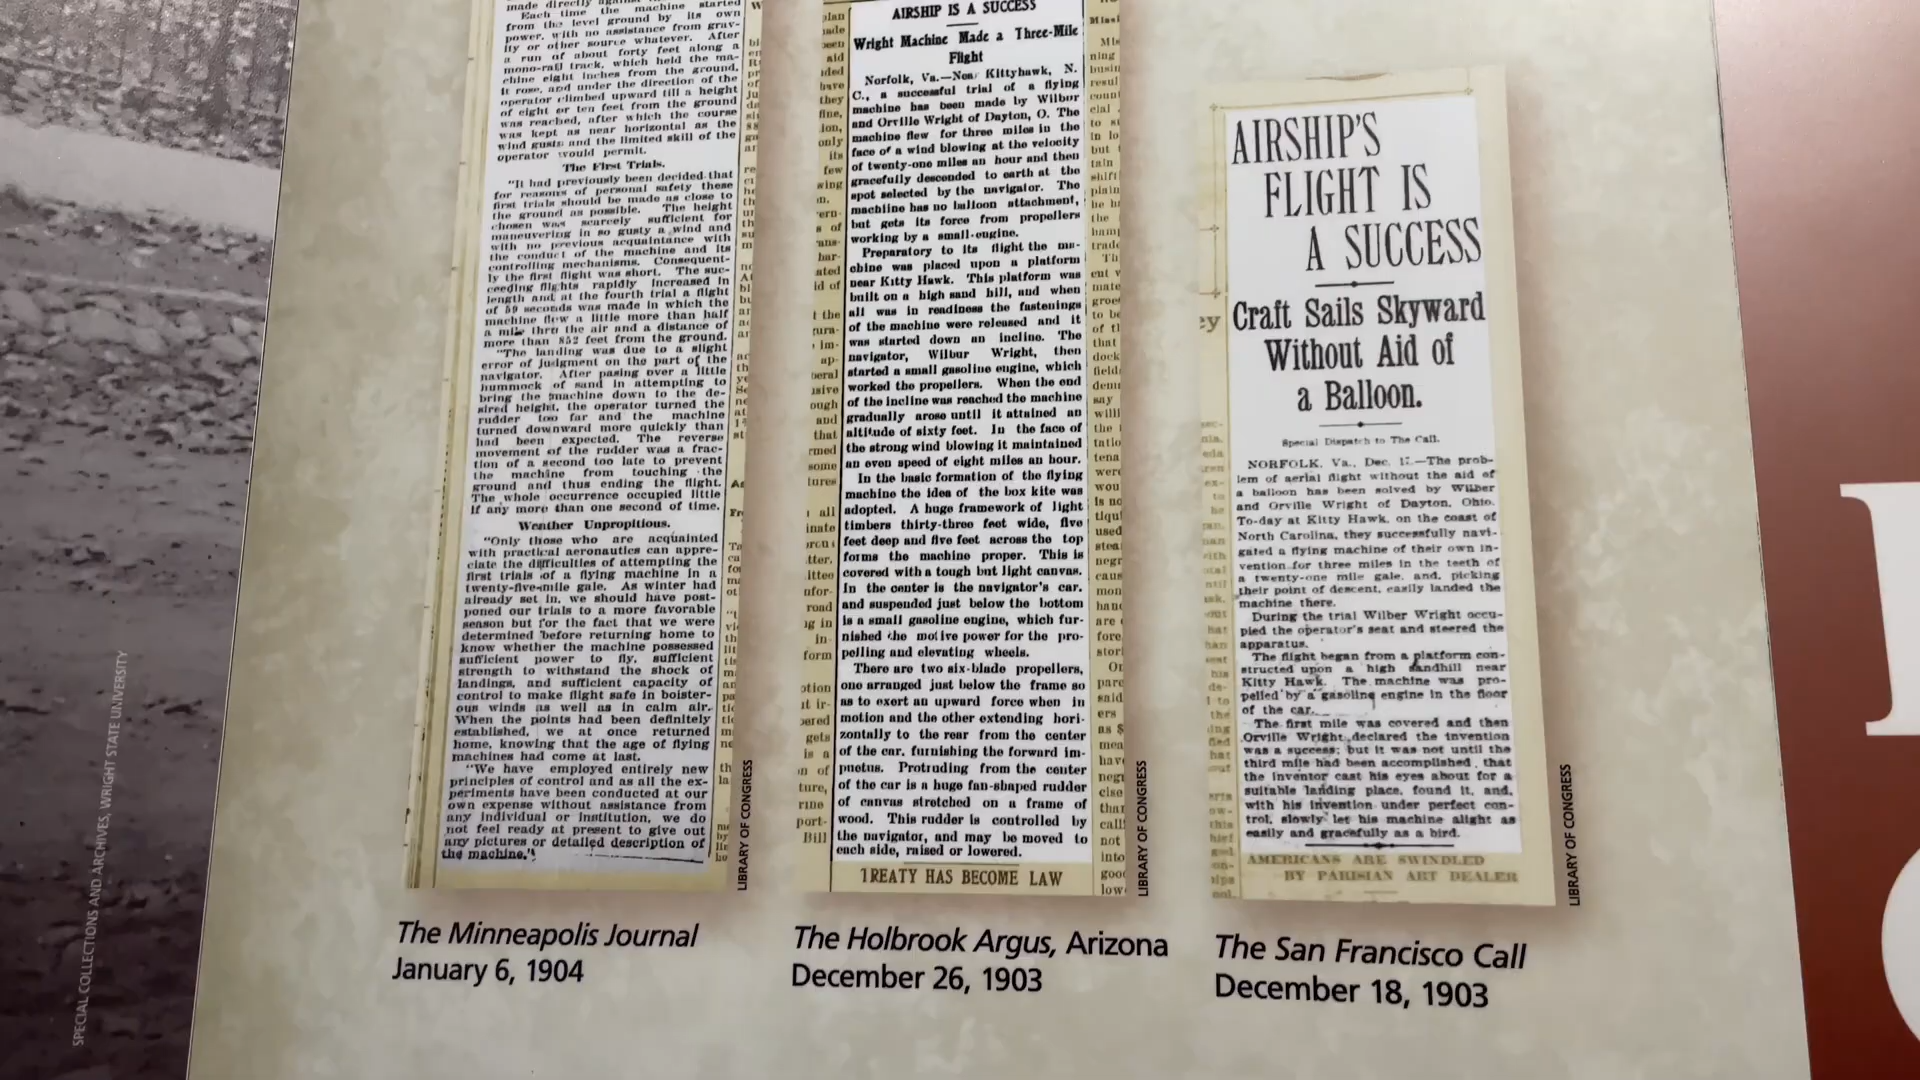 made directly against
Each time the machine started
from the level ground by its own
power, with no assistance from grav-
ity or other source whatever. After
a run of about forty feet along a
mono-rail track, which held the ma-
chine eight inches from the ground,
it rose, and under the direction of the
operator climbed upward till a height
of eight or ten feet from the ground
was reached, after which the course
was kept as near horizontal as the
wind gusts and the limited skill of the
operator would permit.
The First Trials.
"It had previously been decided that
for reasons of personal safety these
first trials should be made as close to
the ground as possible. The height
chosen was scarcely sufficient for
maneuvering in so gusty a wind and
with no previous acquaintance with
the conduct of the machine and its
controlling mechanisms. Consequent-
ly the first flight was short. The suc-
ceeding flights rapidly increased in
length and at the fourth trial a flight
of 59 seconds was made in which the
machine flew a little more than half
a mile thru the air and a distance of
more than 852 feet from the ground.
"The landing was due to a slight
error of judgment on the part of the
navigator. After pasing over a little
hummock of sand in attempting to
bring the machine down to the de-
sired height, the operator turned the
rudder too far and the machine
turned downward more quickly than
had been expected. The reverse
movement of the rudder was a frac-
tion of a second too late to prevent
the machine from touching the
ground and thus ending the flight.
The whole occurrence occupied little
if any more than one second of time.
Weather Unpropitious.
"Only those who are acquainted
with practical aeronautics can appre-
ciate the difficulties of attempting the
first trials of a flying machine in a
twenty-five-mile gale. As winter had
already set in, we should have post-
poned our trials to a more favorable
season but for the fact that we were
determined before returning home to
know whether the machine possessed
sufficient power to fly, sufficient
strength to withstand the shock of
landings, and sufficient capacity of
control to make flight safe in boister-
ous winds as well as in calm air.
When the points had been definitely
established, we at once returned
home, knowing that the age of flying
machines had come at last.
"We have employed entirely new
principles of control and as all the ex-
periments have been conducted at our
own expense without assistance from
any individual or institution, we do
not feel ready at present to give out
any pictures or detailed description of
the machine."
LIBRARY OF CONGRESS
The Minneapolis Journal
January 6, 1904
AIRSHIP IS A SUCCESS
Wright Machine Made a Three-Mile
Flight
Norfolk, Va.—Near Kittyhawk, N.
C., a successful trial of a flying
machine has been made by Wilbur
and Orville Wright of Dayton, O. The
machine flew for three miles in the
face of a wind blowing at the velocity
of twenty-one miles an hour and then
gracefully descended to earth at the
spot selected by the navigator. The
machine has no balloon attachment,
but gets its force from propellers
working by a small-engine.
Preparatory to its flight the ma-
chine was placed upon a platform
near Kitty Hawk. This platform was
built on a high sand hill, and when
all was in readiness the fastenings
of the machine were released and it
was started down an incline. The
navigator, Wilbur Wright, then
started a small gasoline engine, which
worked the propellers. When the end
of the incline was reached the machine
gradually arose until it attained an
altitude of sixty feet. In the face of
the strong wind blowing it maintained
an even speed of eight miles an hour.
In the basic formation of the flying
machine the idea of the box kite was
adopted. A huge framework of light
timbers thirty-three feet wide, five
feet deep and five feet across the top
forms the machine proper. This is
covered with a tough but light canvas.
In the center is the navigator's car,
and suspended just below the bottom
is a small gasoline engine, which fur-
nished the motive power for the pro-
pelling and elevating wheels.
There are two six-blade propellers,
one arranged just below the frame so
as to exert an upward force when in
motion and the other extending hori-
zontally to the rear from the center
of the car, furnishing the forward im-
puetus. Protruding from the center
of the car is a huge fan-shaped rudder
of canvas stretched on a frame of
wood. This rudder is controlled by
the navigator, and may be moved to
each side, raised or lowered.
TREATY HAS BECOME LAW
LIBRARY OF CONGRESS
The Holbrook Argus, Arizona
December 26, 1903
AIRSHIP'S
FLIGHT IS
A SUCCESS
Craft Sails Skyward
Without Aid of
a Balloon.
Special Dispatch to The Call.
NORFOLK, Va., Dec. 17.—The prob-
lem of aerial flight without the aid of
a balloon has been solved by Wilber
and Orville Wright of Dayton, Ohio.
To-day at Kitty Hawk, on the coast of
North Carolina, they successfully navi-
gated a flying machine of their own in-
vention for three miles in the teeth of
a twenty-one mile gale, and, picking
their point of descent, easily landed the
machine there.
During the trial Wilber Wright occu-
pied the operator's seat and steered the
apparatus.
The flight began from a platform con-
structed upon a high sandhill near
Kitty Hawk. The machine was pro-
pelled by a gasoline engine in the floor
of the car.
The first mile was covered and then
Orville Wright declared the invention
was a success; but it was not until the
third mile had been accomplished, that
the inventor cast his eyes about for a
suitable landing place, found it, and,
with his invention under perfect con-
trol, slowly let his machine alight as
easily and gracefully as a bird.
AMERICANS ARE SWINDLED
BY PARISIAN ART DEALER
LIBRARY OF CONGRESS
The San Francisco Call
December 18, 1903
SPECIAL COLLECTIONS AND ARCHIVES, WRIGHT STATE UNIVERSITY